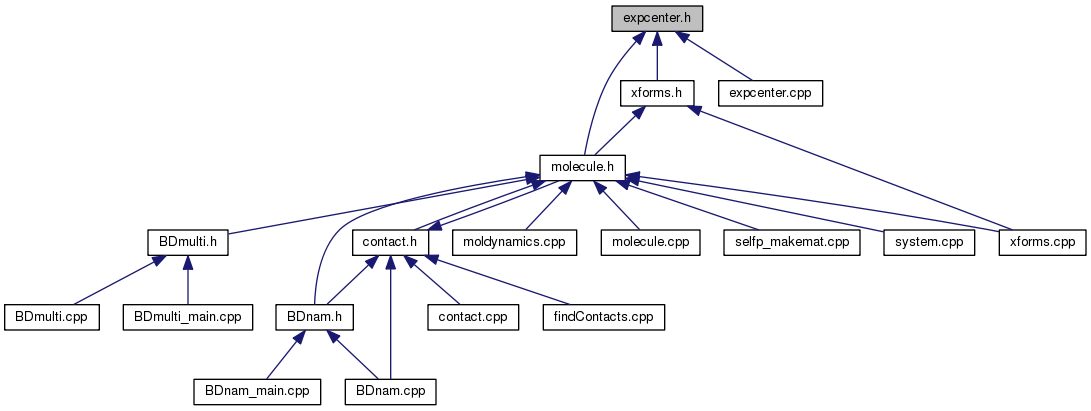 expcenter.h
xforms.h
expcenter.cpp
molecule.h
BDmulti.h
contact.h
moldynamics.cpp
molecule.cpp
selfp_makemat.cpp
system.cpp
xforms.cpp
BDmulti.cpp
BDmulti_main.cpp
BDnam.h
contact.cpp
findContacts.cpp
BDnam_main.cpp
BDnam.cpp